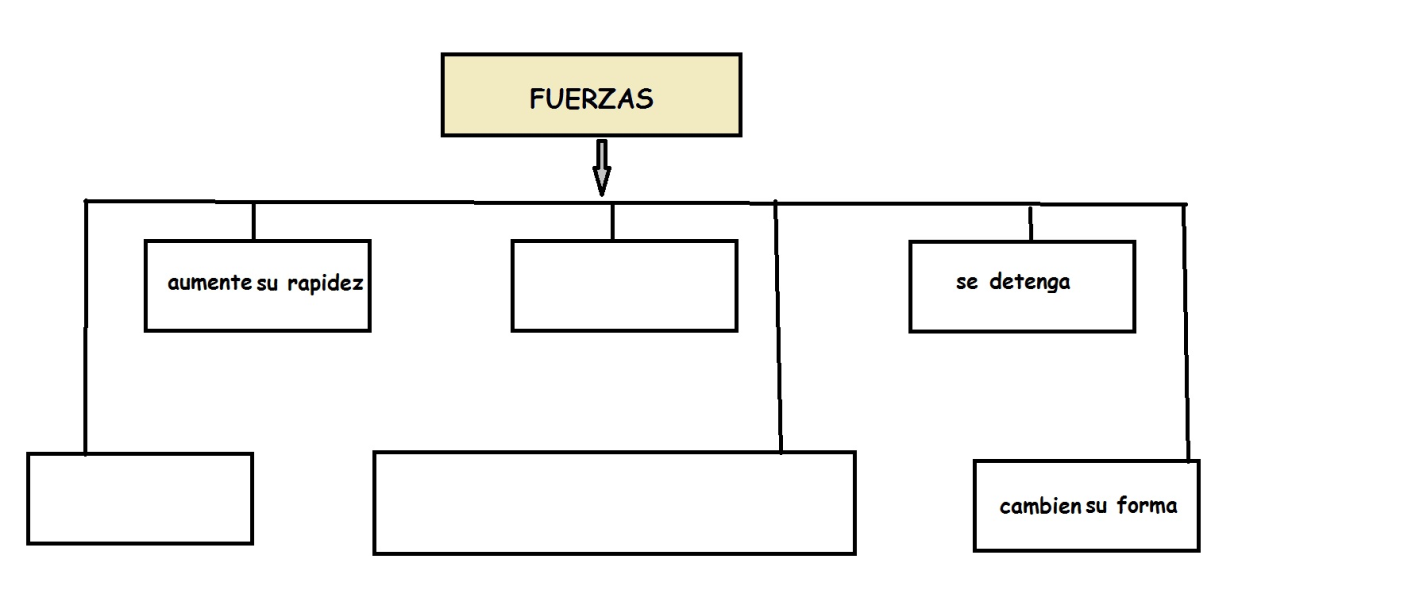 FUERZAS
aumente su rapidez
se detenga
cambien su forma